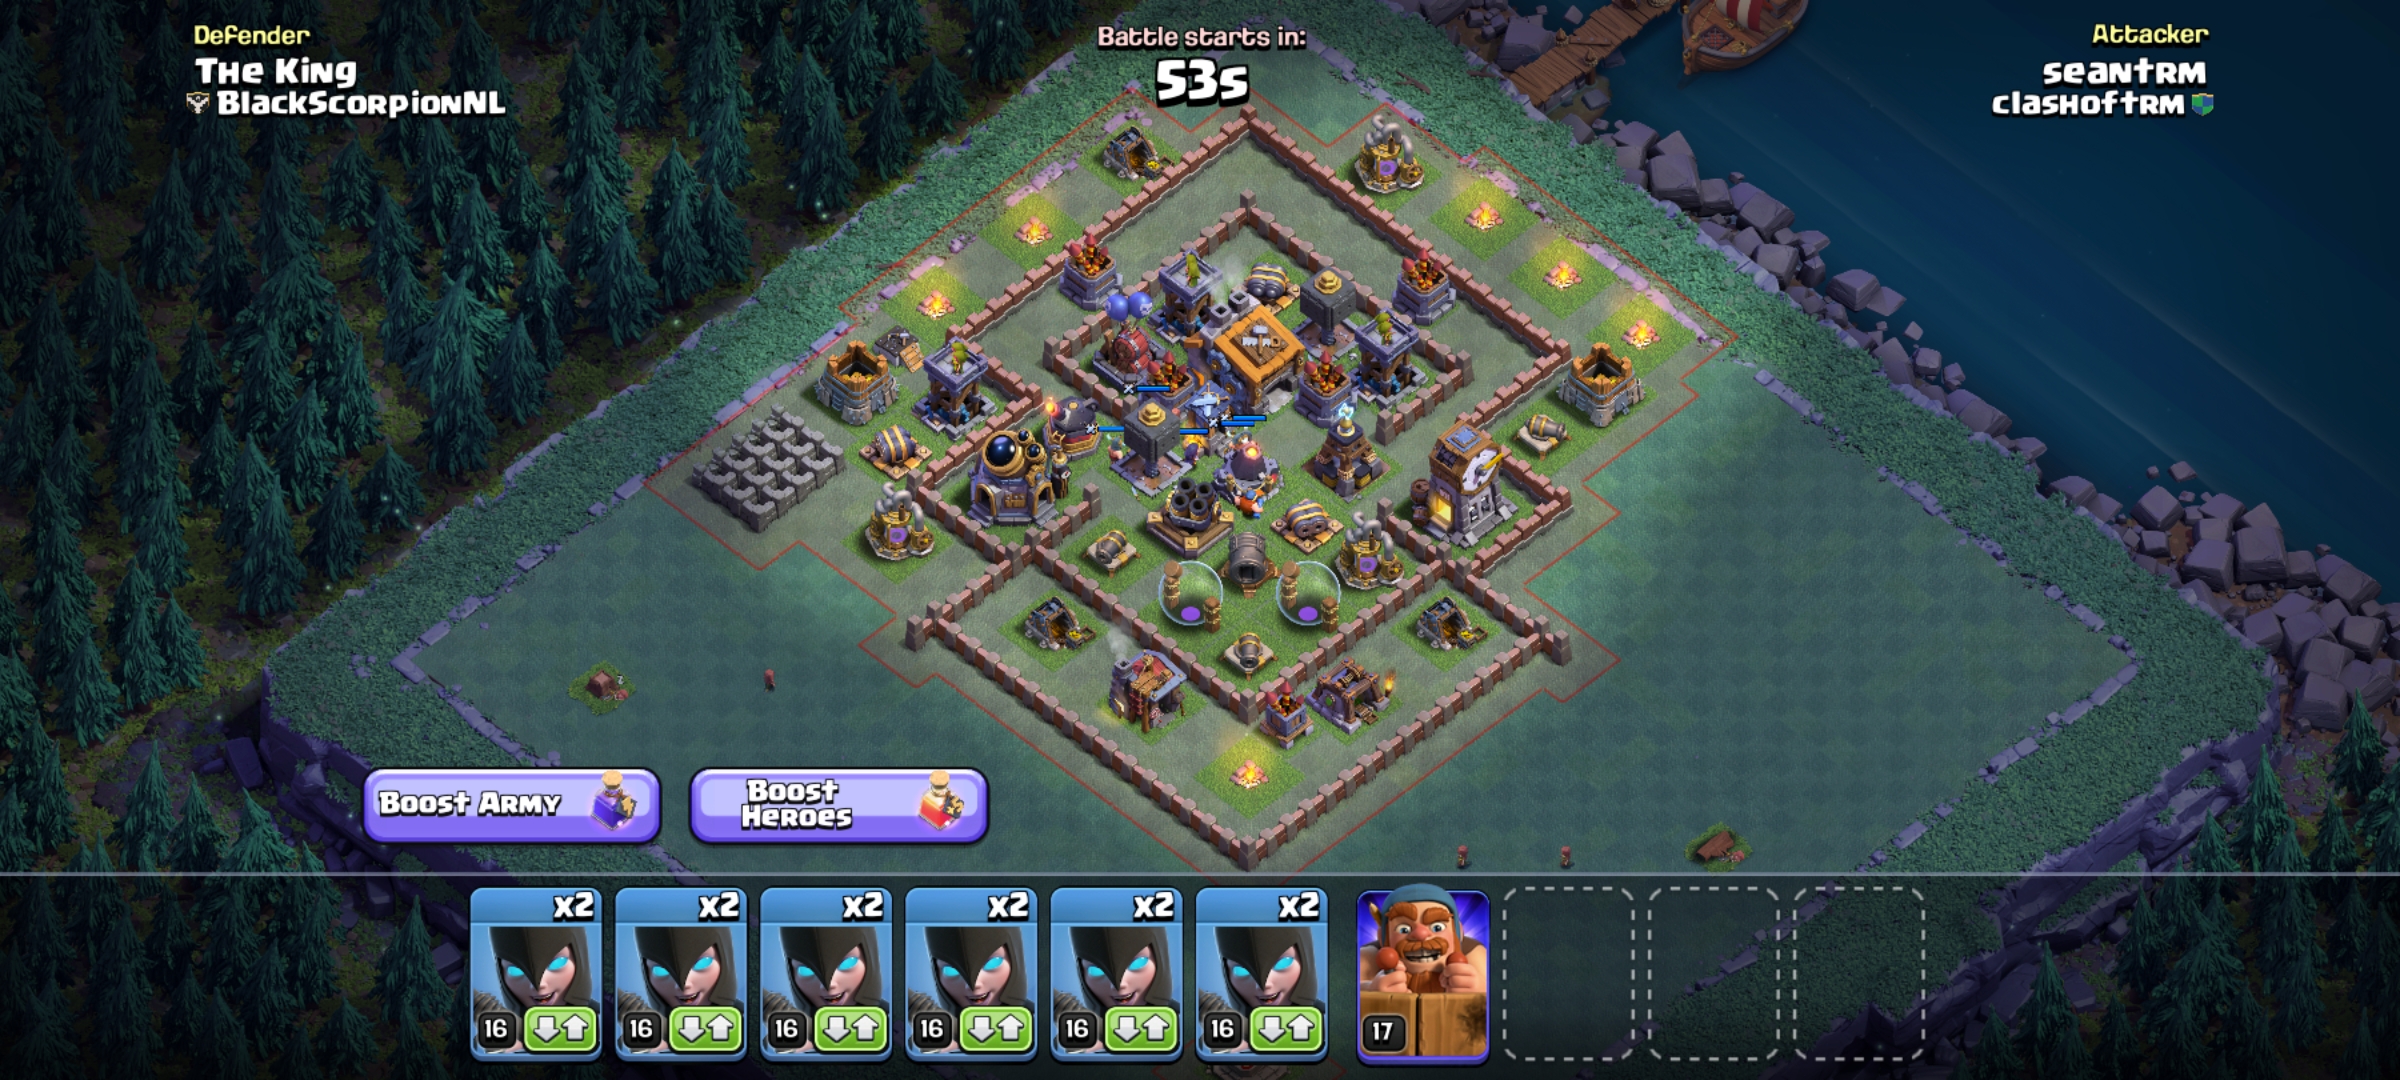 Defender
The King
BlackScorpionNL
Battle starts in:
53s
Attacker
seantrm
clashoftrm
Boost Army
Boost
Heroes
x2
x2
x2
x2
x2
x2
16
16
16
16
16
16
17